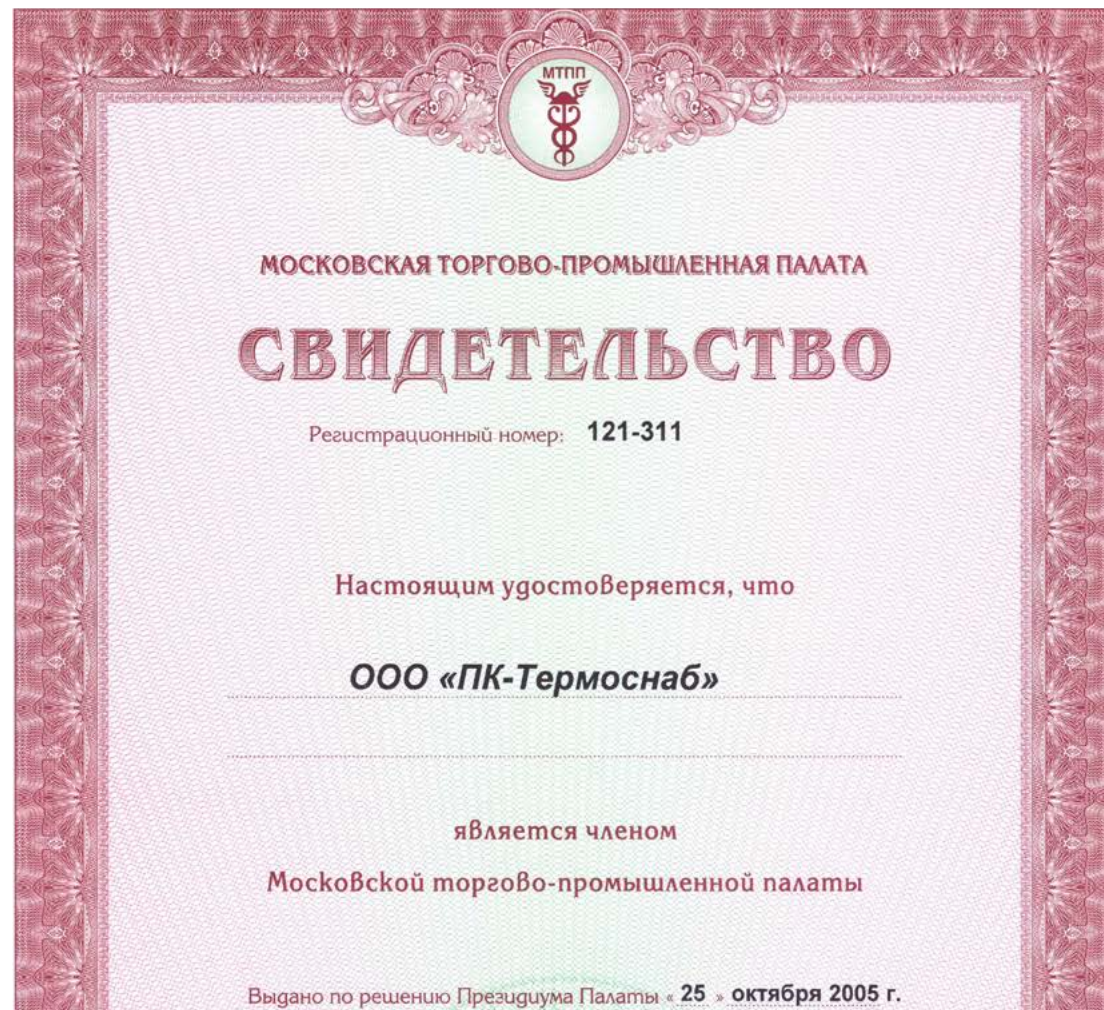 МТПП
МОСКОВСКАЯ ТОРГОВО-ПРОМЫШЛЕННАЯ ПАЛАТА
СВИДЕТЕЛЬСТВО
Регистрационный номер: 121-311
Настоящим удостоверяется, что
ООО «ПК-Термоснаб»
является членом
Московской торгово-промышленной палаты
Выдано по решению Президиума Палаты « 25 » октября 2005 г.